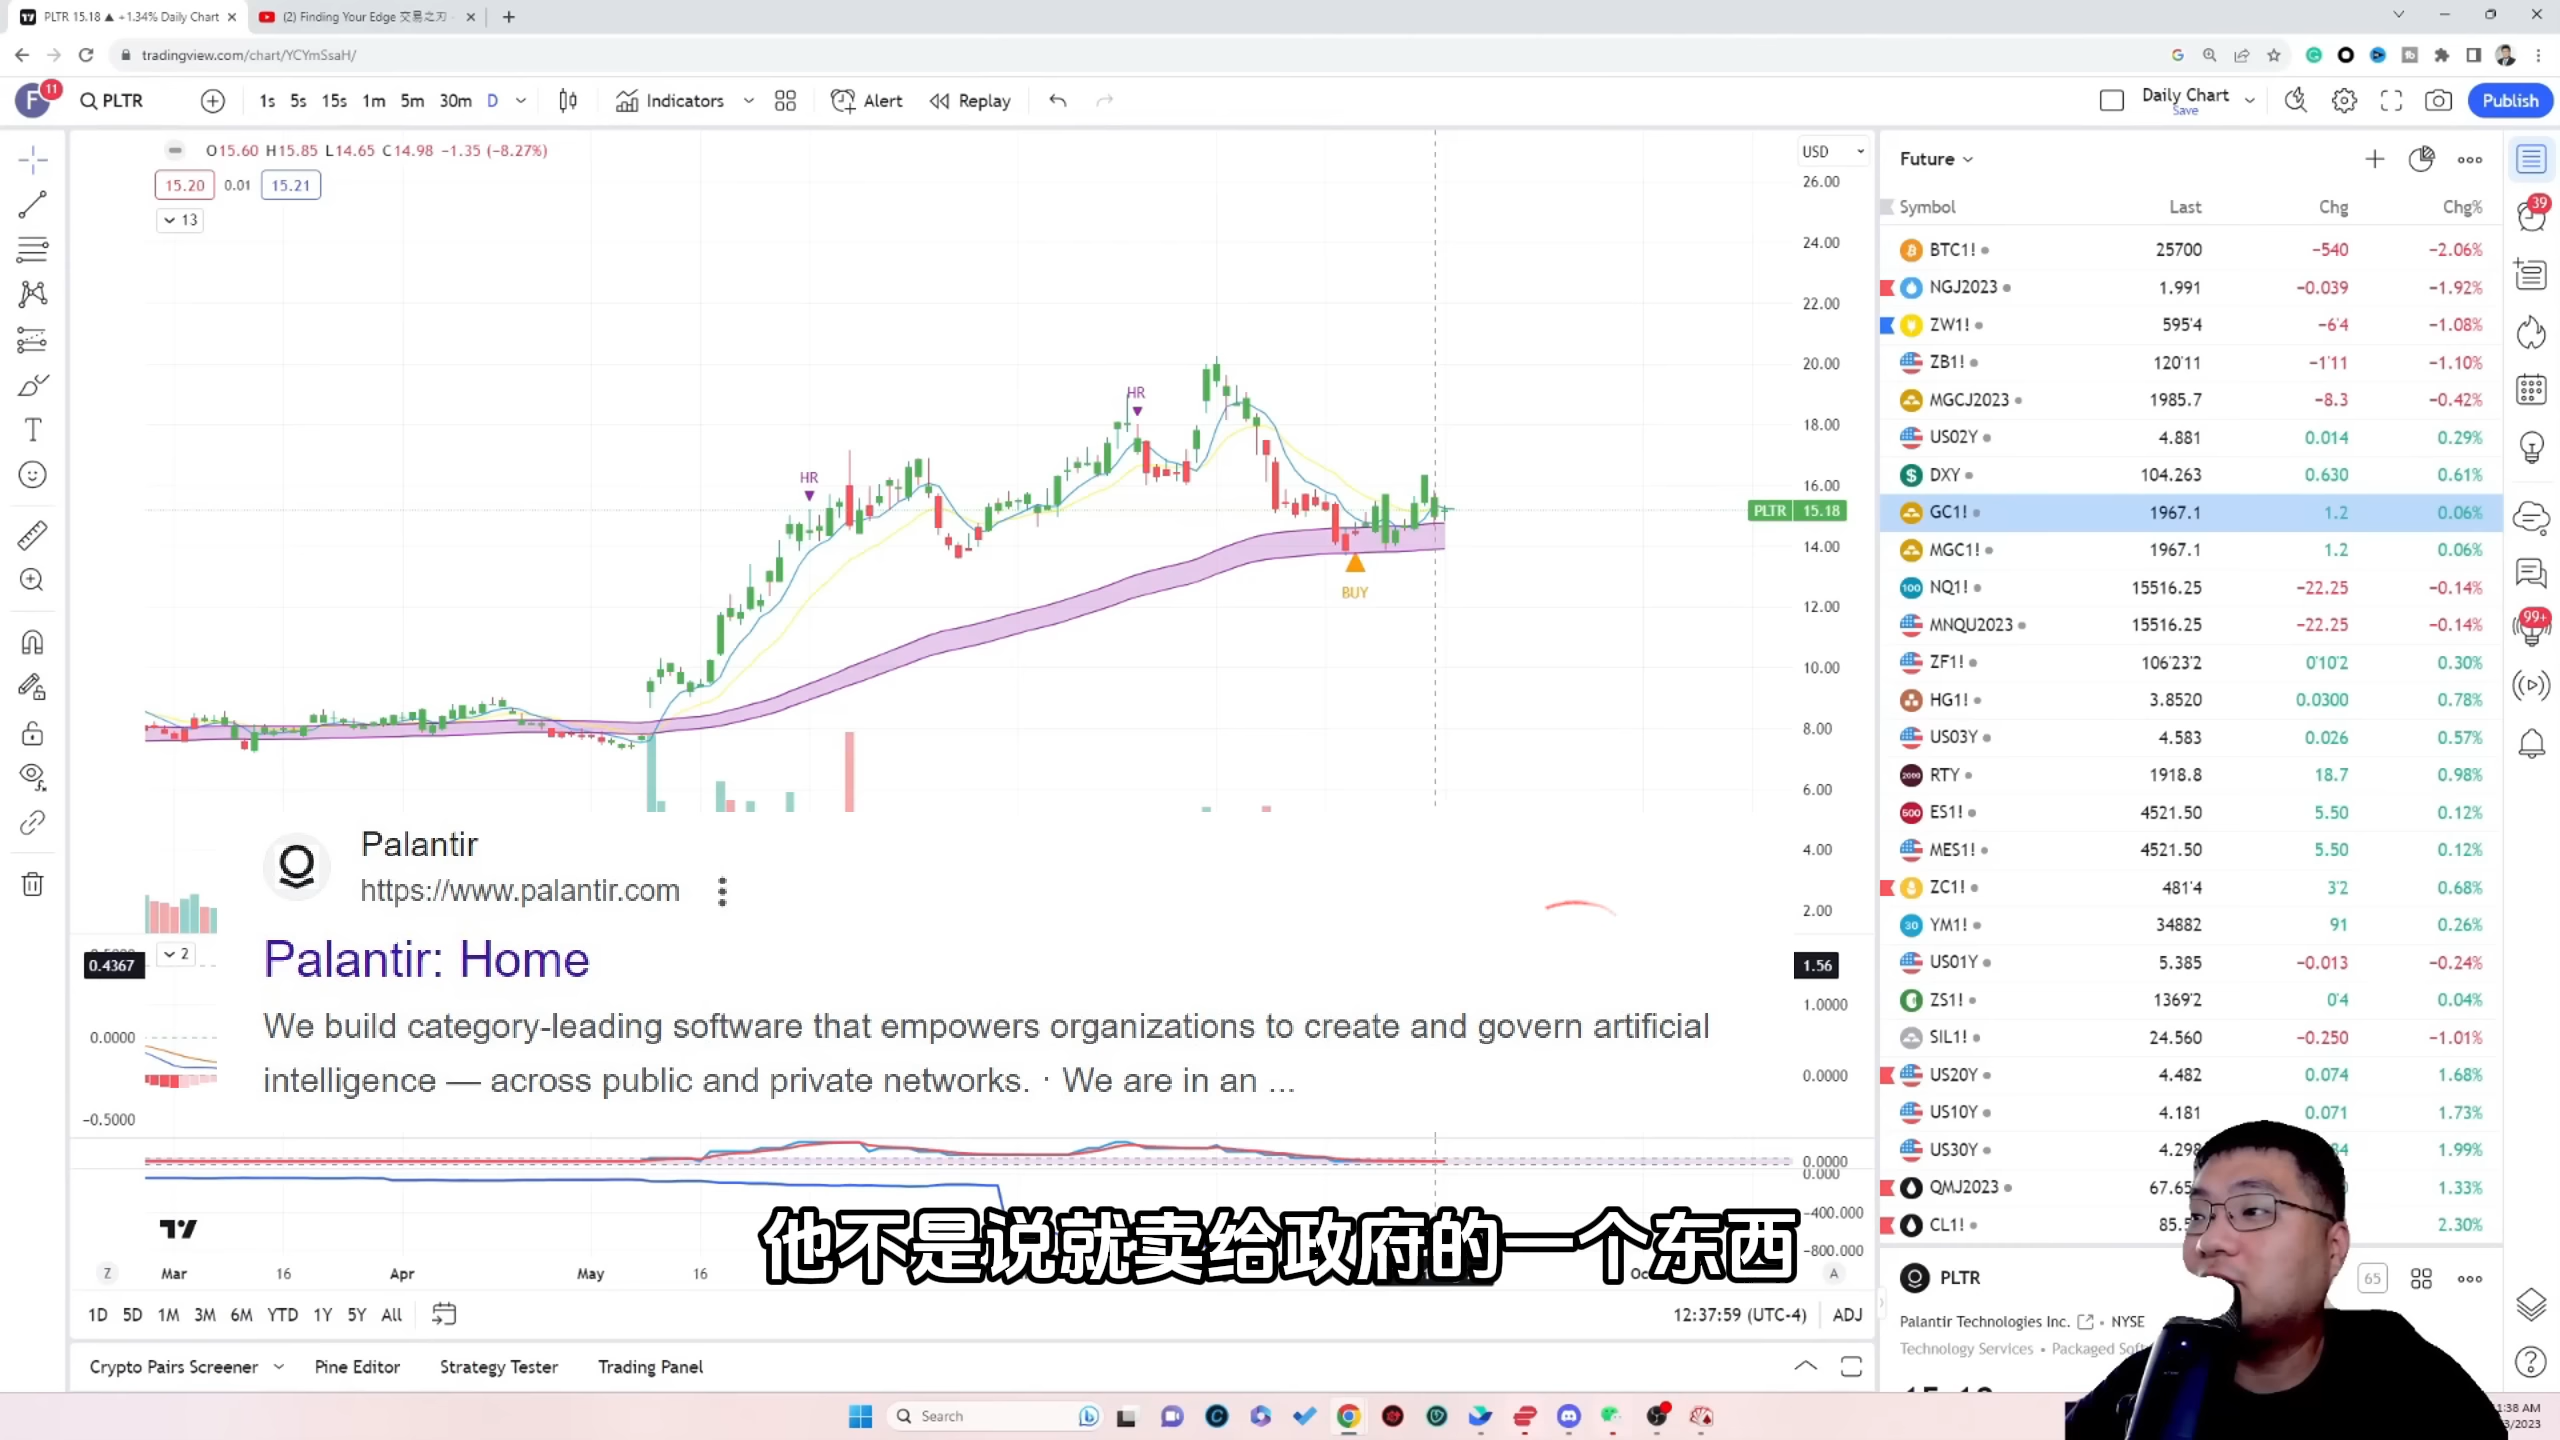 PLTR 15.18 ▲ +1.34% Daily Chart
(2) Finding Your Edge 交易之刃
tradingview.com/chart/YCYmSsaH/
F 11 PLTR 1s 5s 15s 1m 5m 30m D Indicators Alert Replay Daily Chart Save Publish
O15.60 H15.85 L14.65 C14.98 −1.35 (−8.27%)
15.20 0.01 15.21
13
USD
26.00
24.00
22.00
20.00
18.00
16.00
PLTR 15.18
14.00
12.00
10.00
8.00
6.00
4.00
2.00
HR
HR
BUY
Palantir
https://www.palantir.com
Palantir: Home
We build category-leading software that empowers organizations to create and govern artificial
intelligence — across public and private networks. · We are in an ...
2
0.4367
0.0000
−0.5000
1.56
1.0000
0.0000
0.0000
0.000
−400.000
−800.000
他不是说就卖给政府的一个东西
Z Mar 16 Apr May 16 A
1D 5D 1M 3M 6M YTD 1Y 5Y All
12:37:59 (UTC-4) ADJ
Crypto Pairs Screener Pine Editor Strategy Tester Trading Panel
Future
Symbol Last Chg Chg%
BTC1! 25700 −540 −2.06%
NGJ2023 1.991 −0.039 −1.92%
ZW1! 595'4 −6'4 −1.08%
ZB1! 120'11 −1'11 −1.10%
MGCJ2023 1985.7 −8.3 −0.42%
US02Y 4.881 0.014 0.29%
DXY 104.263 0.630 0.61%
GC1! 1967.1 1.2 0.06%
MGC1! 1967.1 1.2 0.06%
NQ1! 15516.25 −22.25 −0.14%
MNQU2023 15516.25 −22.25 −0.14%
ZF1! 106'23'2 0'10'2 0.30%
HG1! 3.8520 0.0300 0.78%
US03Y 4.583 0.026 0.57%
RTY 1918.8 18.7 0.98%
ES1! 4521.50 5.50 0.12%
MES1! 4521.50 5.50 0.12%
ZC1! 481'4 3'2 0.68%
YM1! 34882 91 0.26%
US01Y 5.385 −0.013 −0.24%
ZS1! 1369'2 0'4 0.04%
SIL1! 24.560 −0.250 −1.01%
US20Y 4.482 0.074 1.68%
US10Y 4.181 0.071 1.73%
US30Y 4.298 1.99%
QMJ2023 67.65 1.33%
CL1! 85.5 2.30%
39
99+
PLTR 65
Palantir Technologies Inc. • NYSE
Technology Services • Packaged
Search